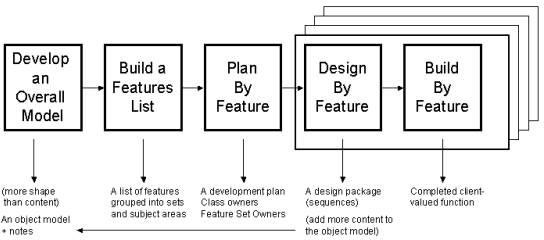 Develop
an
Overall
Model
Build a
Features
List
Plan
By
Feature
Design
By
Feature
Build
By
Feature
(more shape
than content)
An object model
+ notes
A list of features
grouped into sets
and subject areas
A development plan
Class owners
Feature Set Owners
A design package
(sequences)
(add more content to
the object model)
Completed client-
valued function